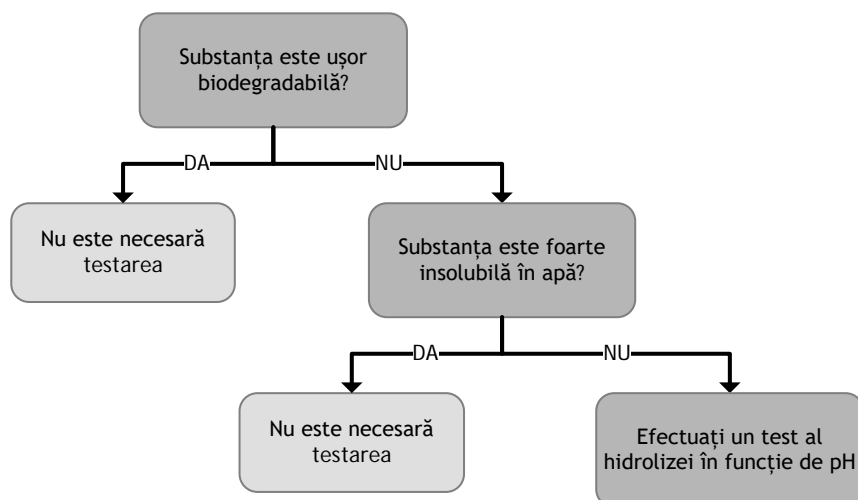 Substanța este ușor
biodegradabilă?
DA
NU
Nu este necesară
testarea
Substanța este foarte
insolubilă în apă?
DA
NU
Nu este necesară
testarea
Efectuați un test al
hidrolizei în funcție de pH